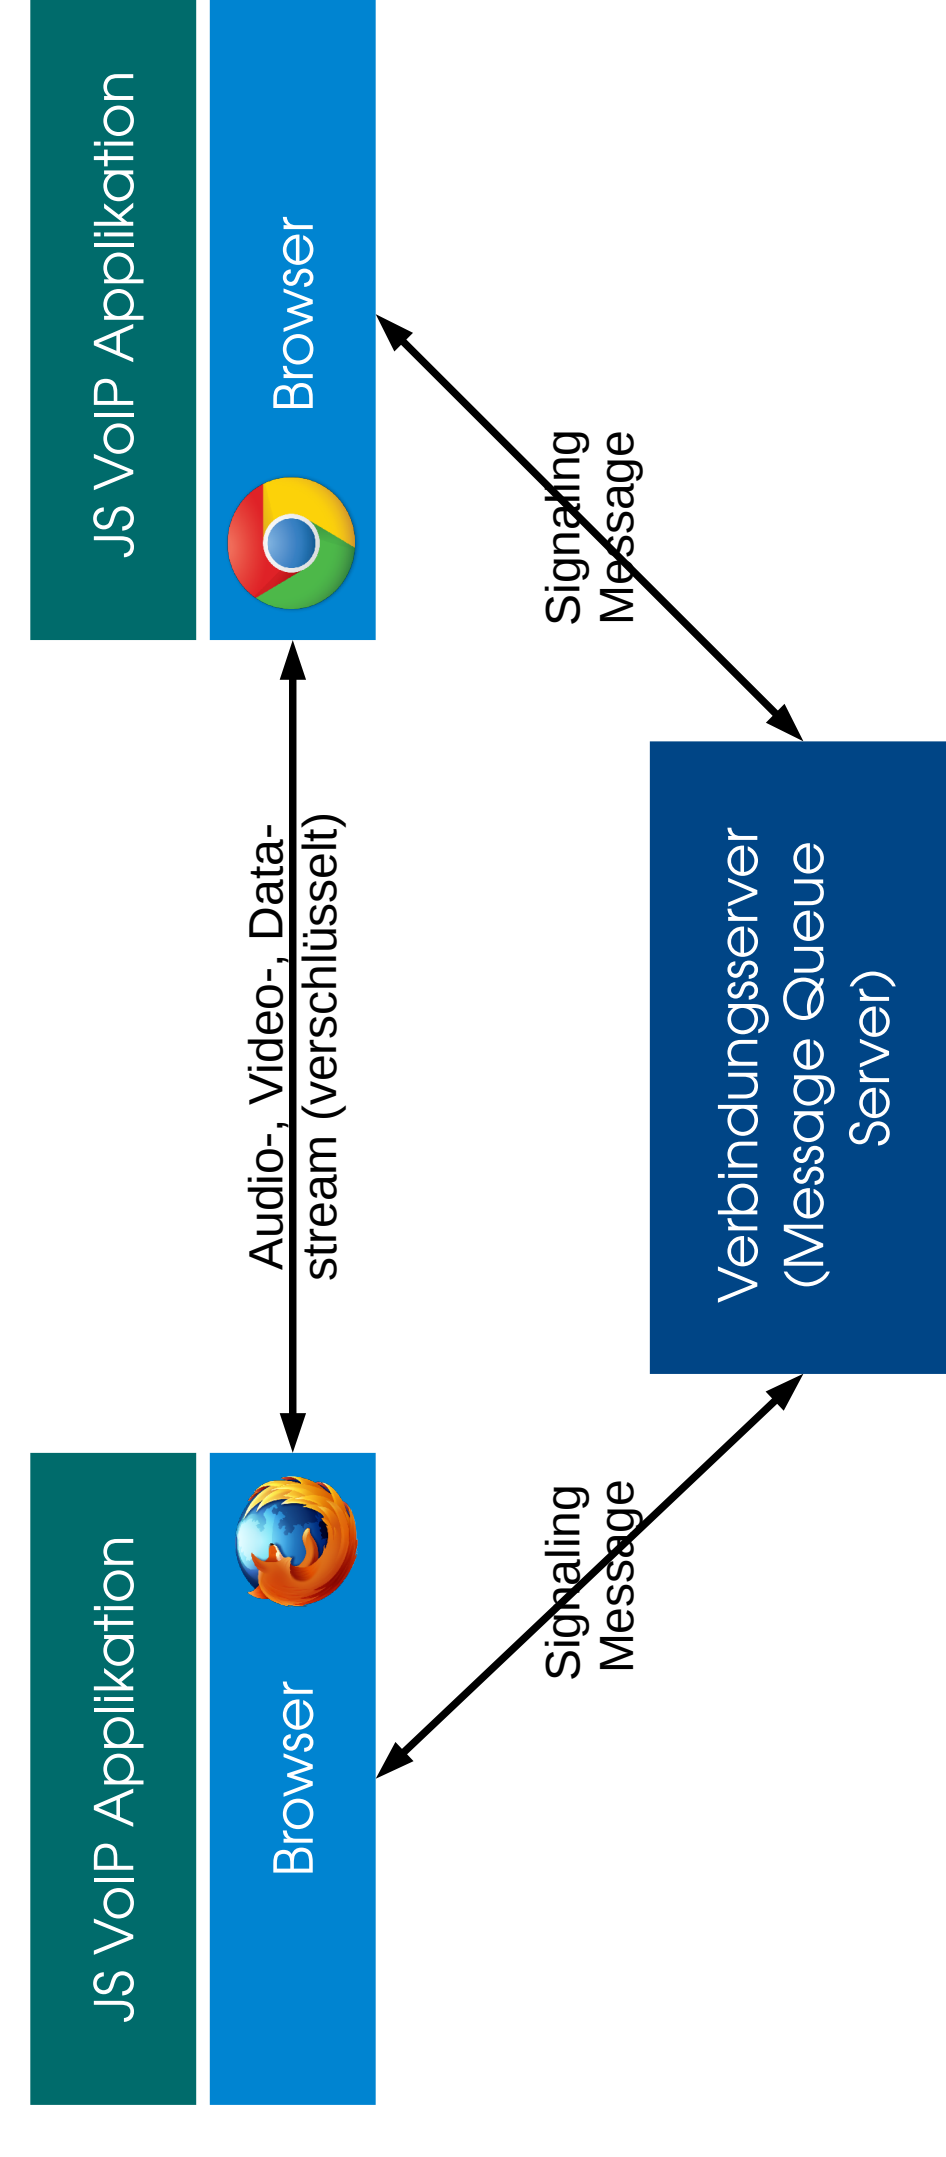 JS VoIP Applikation
JS VoIP Applikation
Browser
Audio-, Video-, Data-
stream (verschlüsselt)
Browser
Signaling
Message
Signaling
Message
Verbindungsserver
(Message Queue
Server)